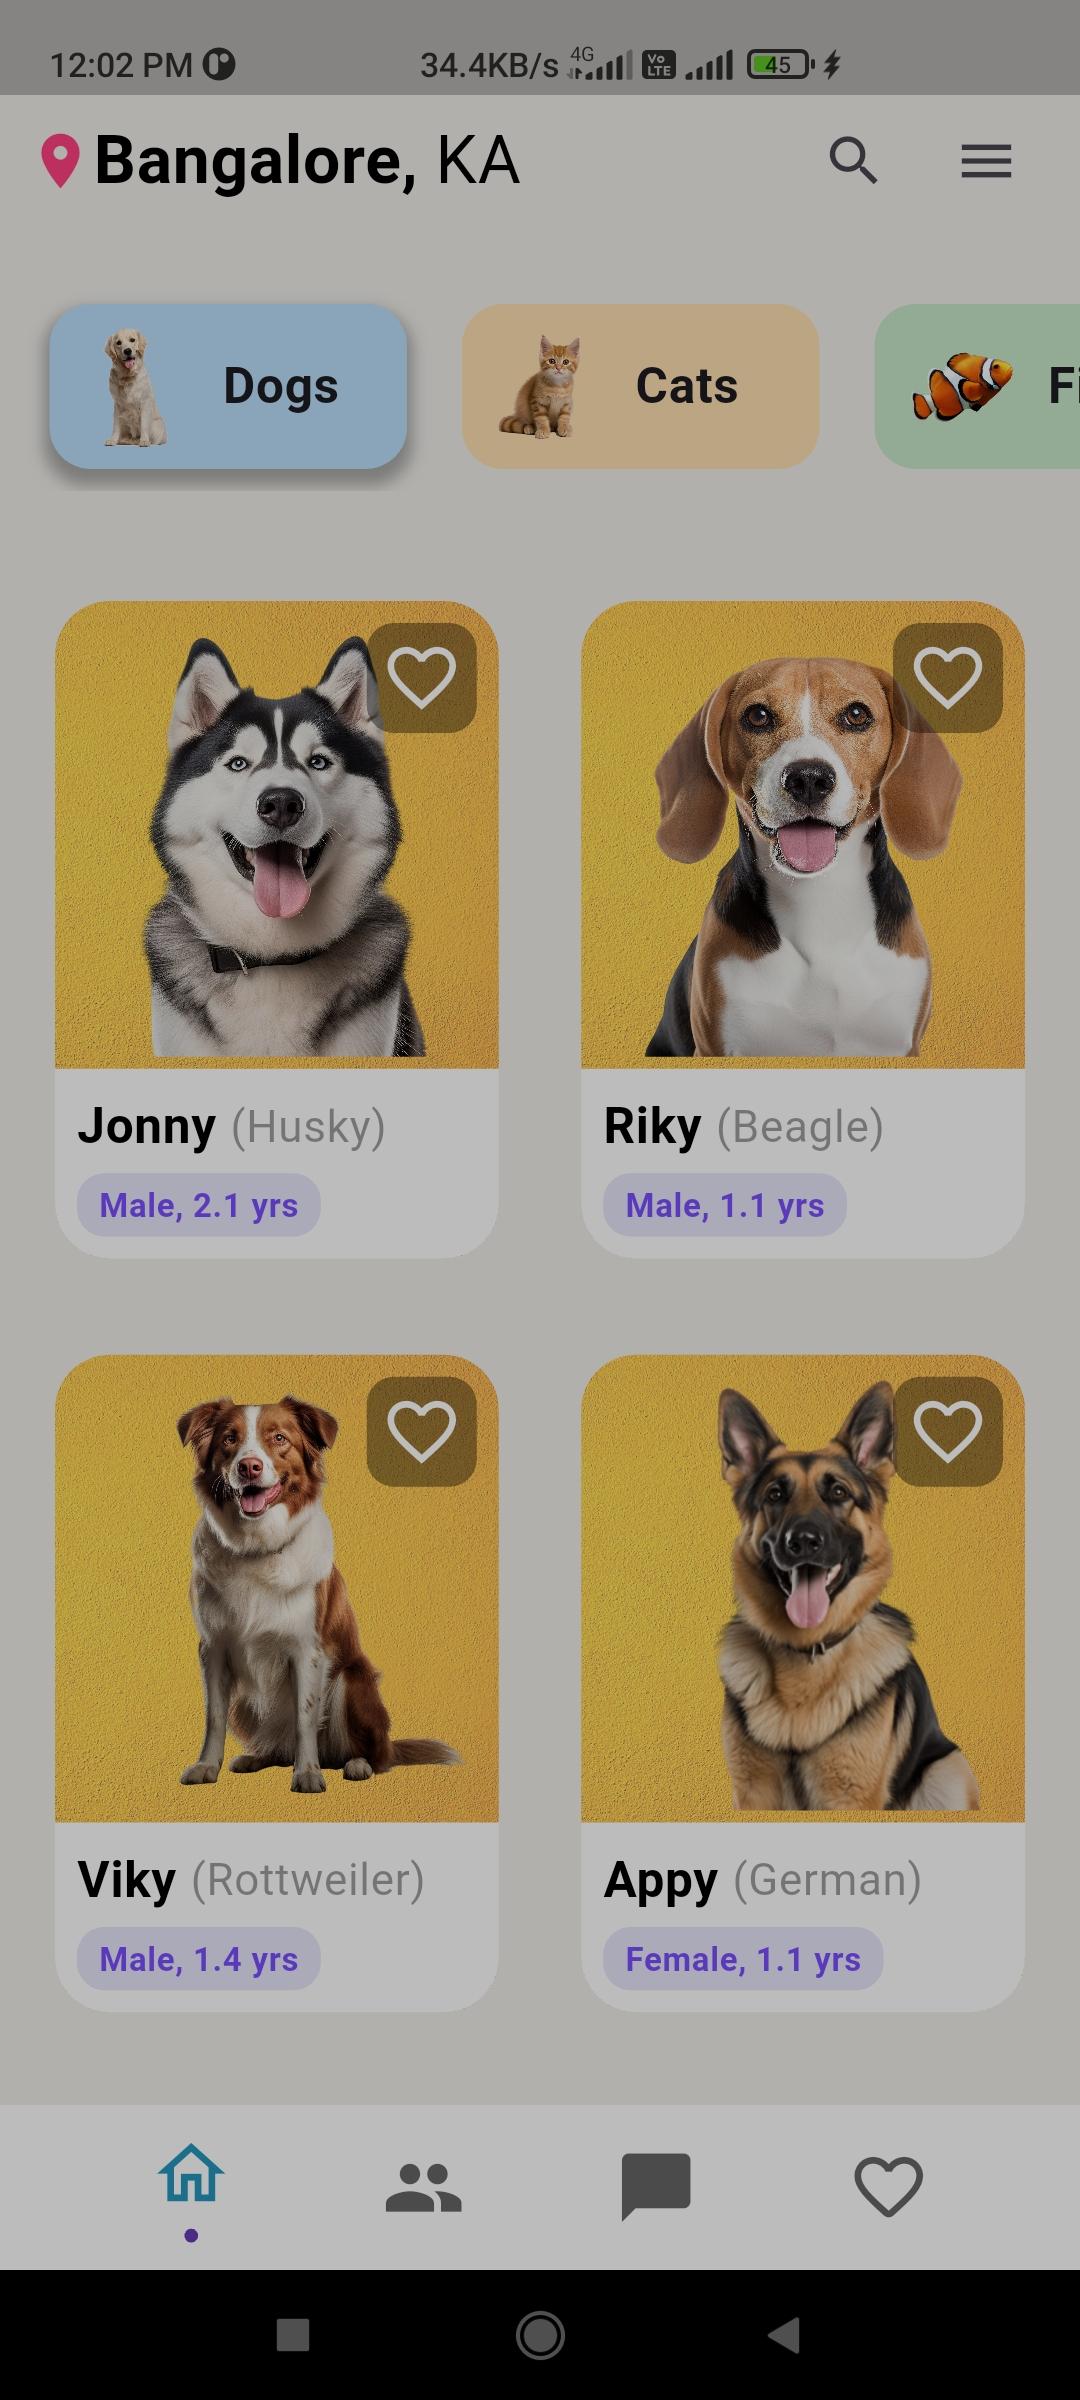 12:02 PM 34.4KB/s 4G Vo LTE 45
Bangalore, KA
Dogs Cats Fi
Jonny (Husky) Riky (Beagle)
Male, 2.1 yrs Male, 1.1 yrs
Viky (Rottweiler) Appy (German)
Male, 1.4 yrs Female, 1.1 yrs